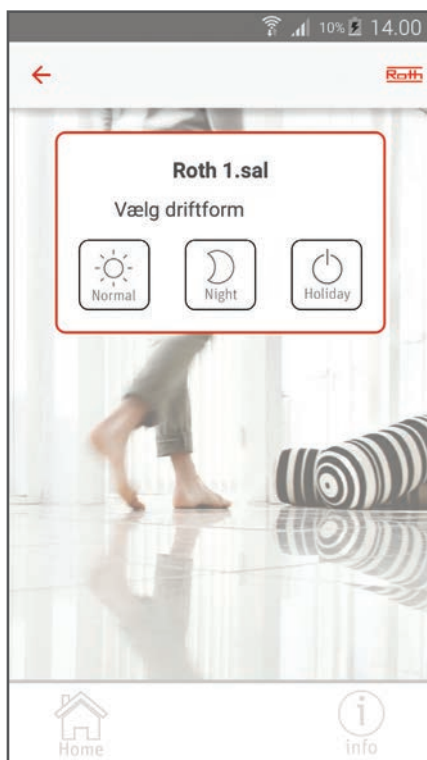 10% 14.00
Roth
Roth 1.sal
Vælg driftform
Normal Night Holiday
Home info